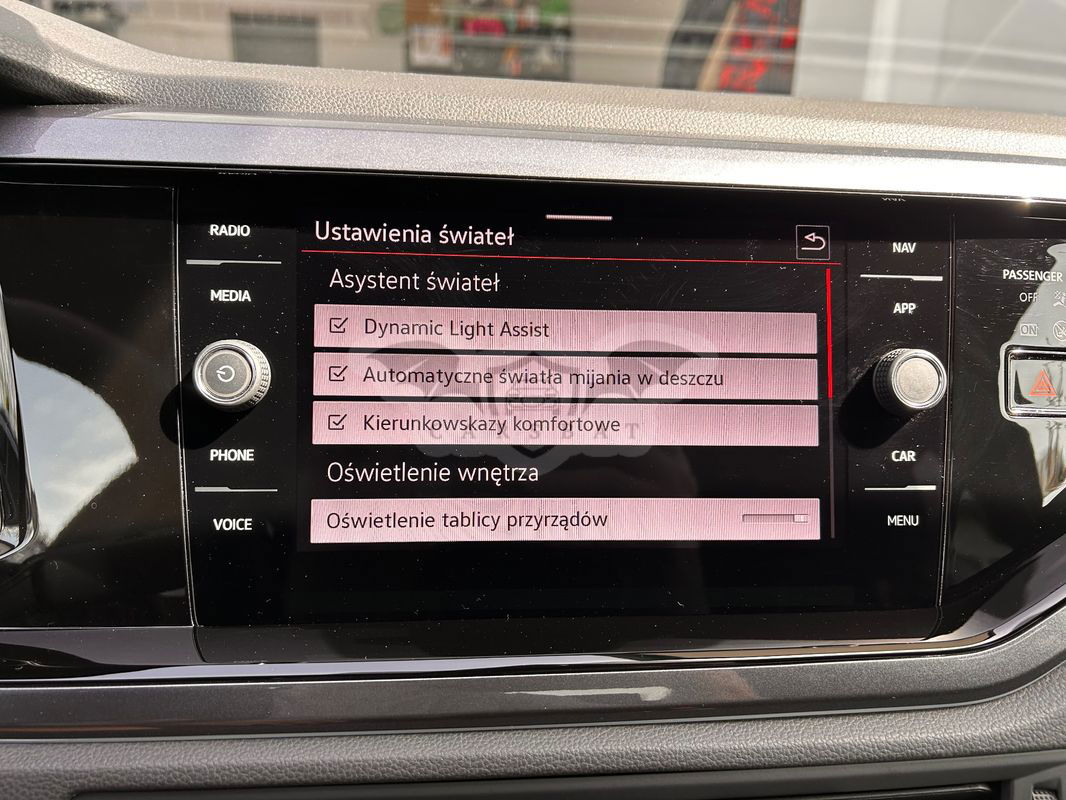 RADIO
MEDIA
PHONE
VOICE
Ustawienia świateł
Asystent świateł
Dynamic Light Assist
Automatyczne światła mijania w deszczu
Kierunkowskazy komfortowe
CARSBAT
Oświetlenie wnętrza
Oświetlenie tablicy przyrządów
NAV
APP
CAR
MENU
PASSENGER
OFF
ON